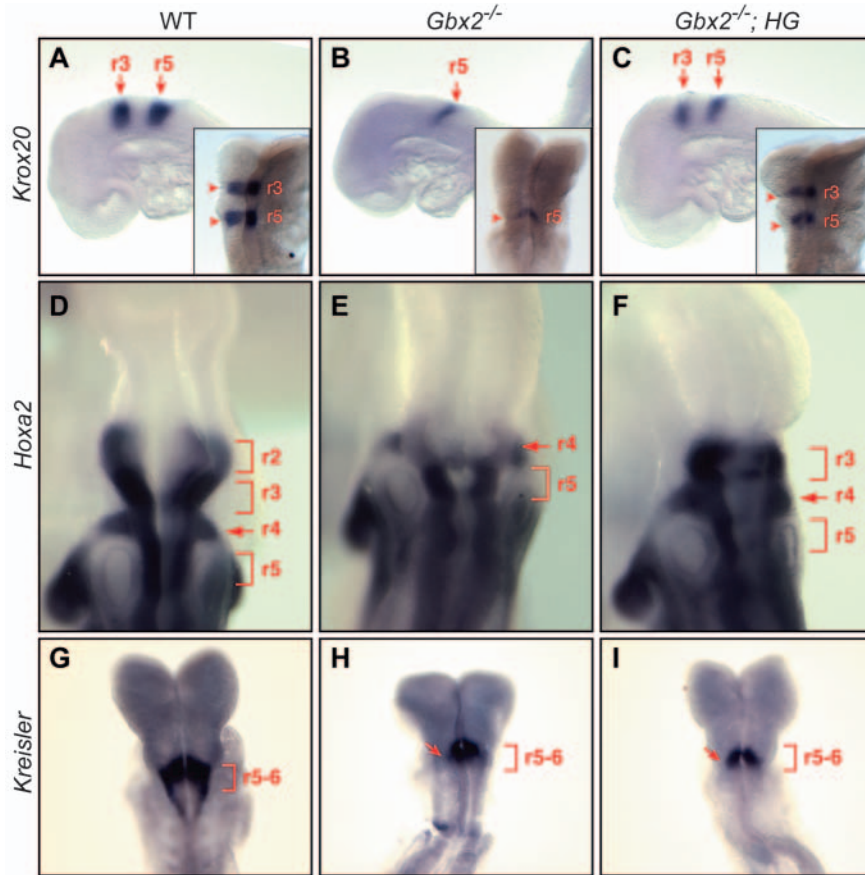 WT
Gbx2-/-
Gbx2-/-; HG
Krox20
A
r3 r5
r3
r5
B
r5
r5
C
r3 r5
r3
r5
Hoxa2
D
r2
r3
r4
r5
E
r4
r5
F
r3
r4
r5
Kreisler
G
r5-6
H
r5-6
I
r5-6